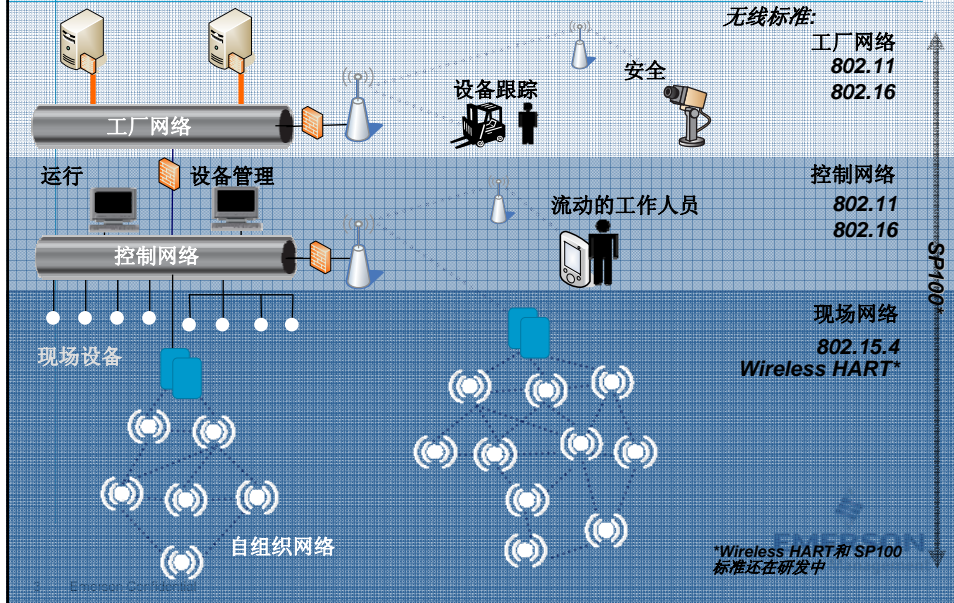 无线标准:
工厂网络
802.11
802.16
安全
设备跟踪
工厂网络
运行
设备管理
控制网络
802.11
802.16
流动的工作人员
控制网络
SP100*
现场网络
802.15.4
Wireless HART*
现场设备
自组织网络
EMERSON
*Wireless HART和 SP100
标准还在研发中
3 Emerson Confidential